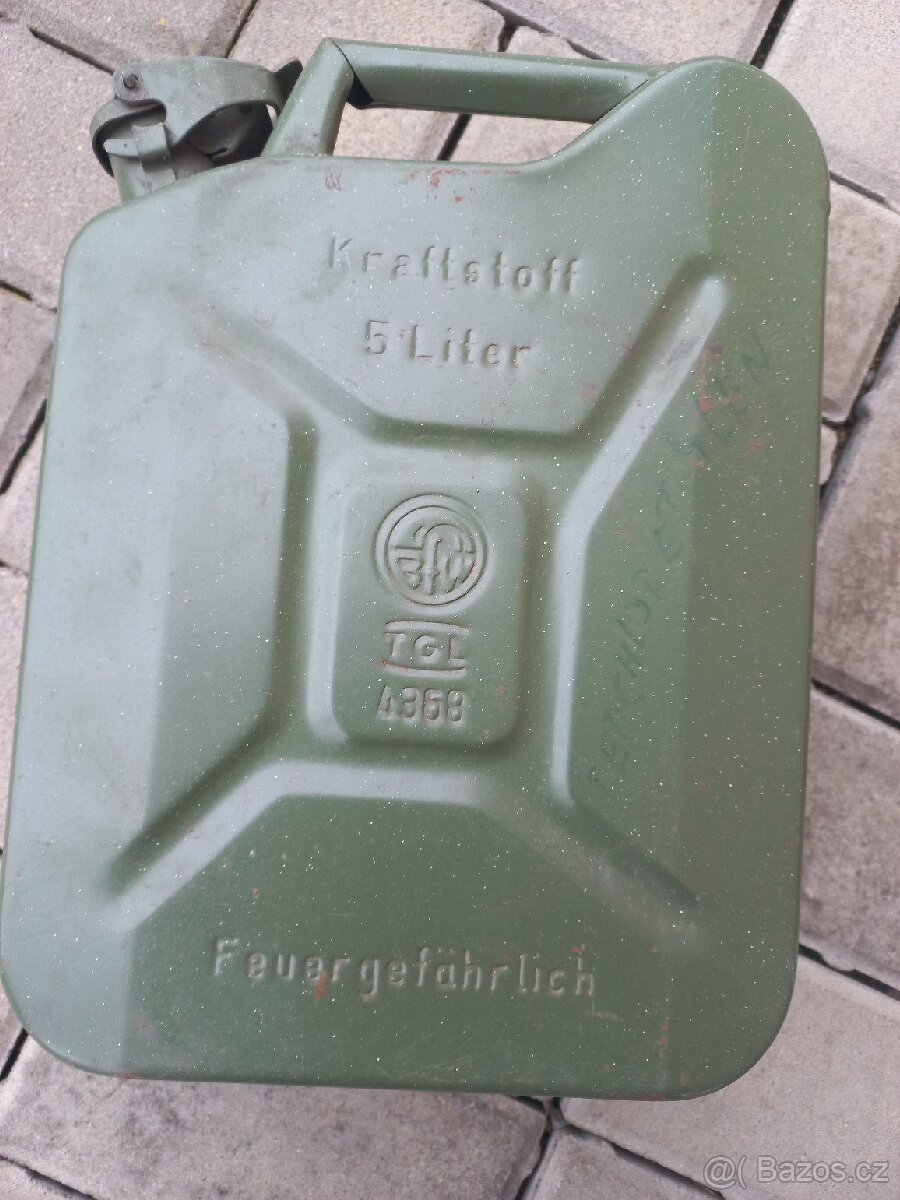 Kraftstoff
5 Liter
TGL
4368
Feuergefährlich
@( Bazos.cz